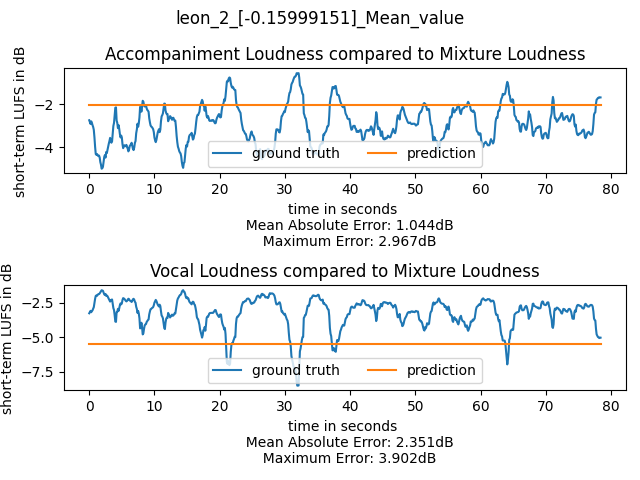 leon_2_[-0.15999151]_Mean_value
Accompaniment Loudness compared to Mixture Loudness
short-term LUFS in dB
−2
−4
ground truth
prediction
0 10 20 30 40 50 60 70 80
time in seconds
Mean Absolute Error: 1.044dB
Maximum Error: 2.967dB
Vocal Loudness compared to Mixture Loudness
short-term LUFS in dB
−2.5
−5.0
−7.5
ground truth
prediction
0 10 20 30 40 50 60 70 80
time in seconds
Mean Absolute Error: 2.351dB
Maximum Error: 3.902dB